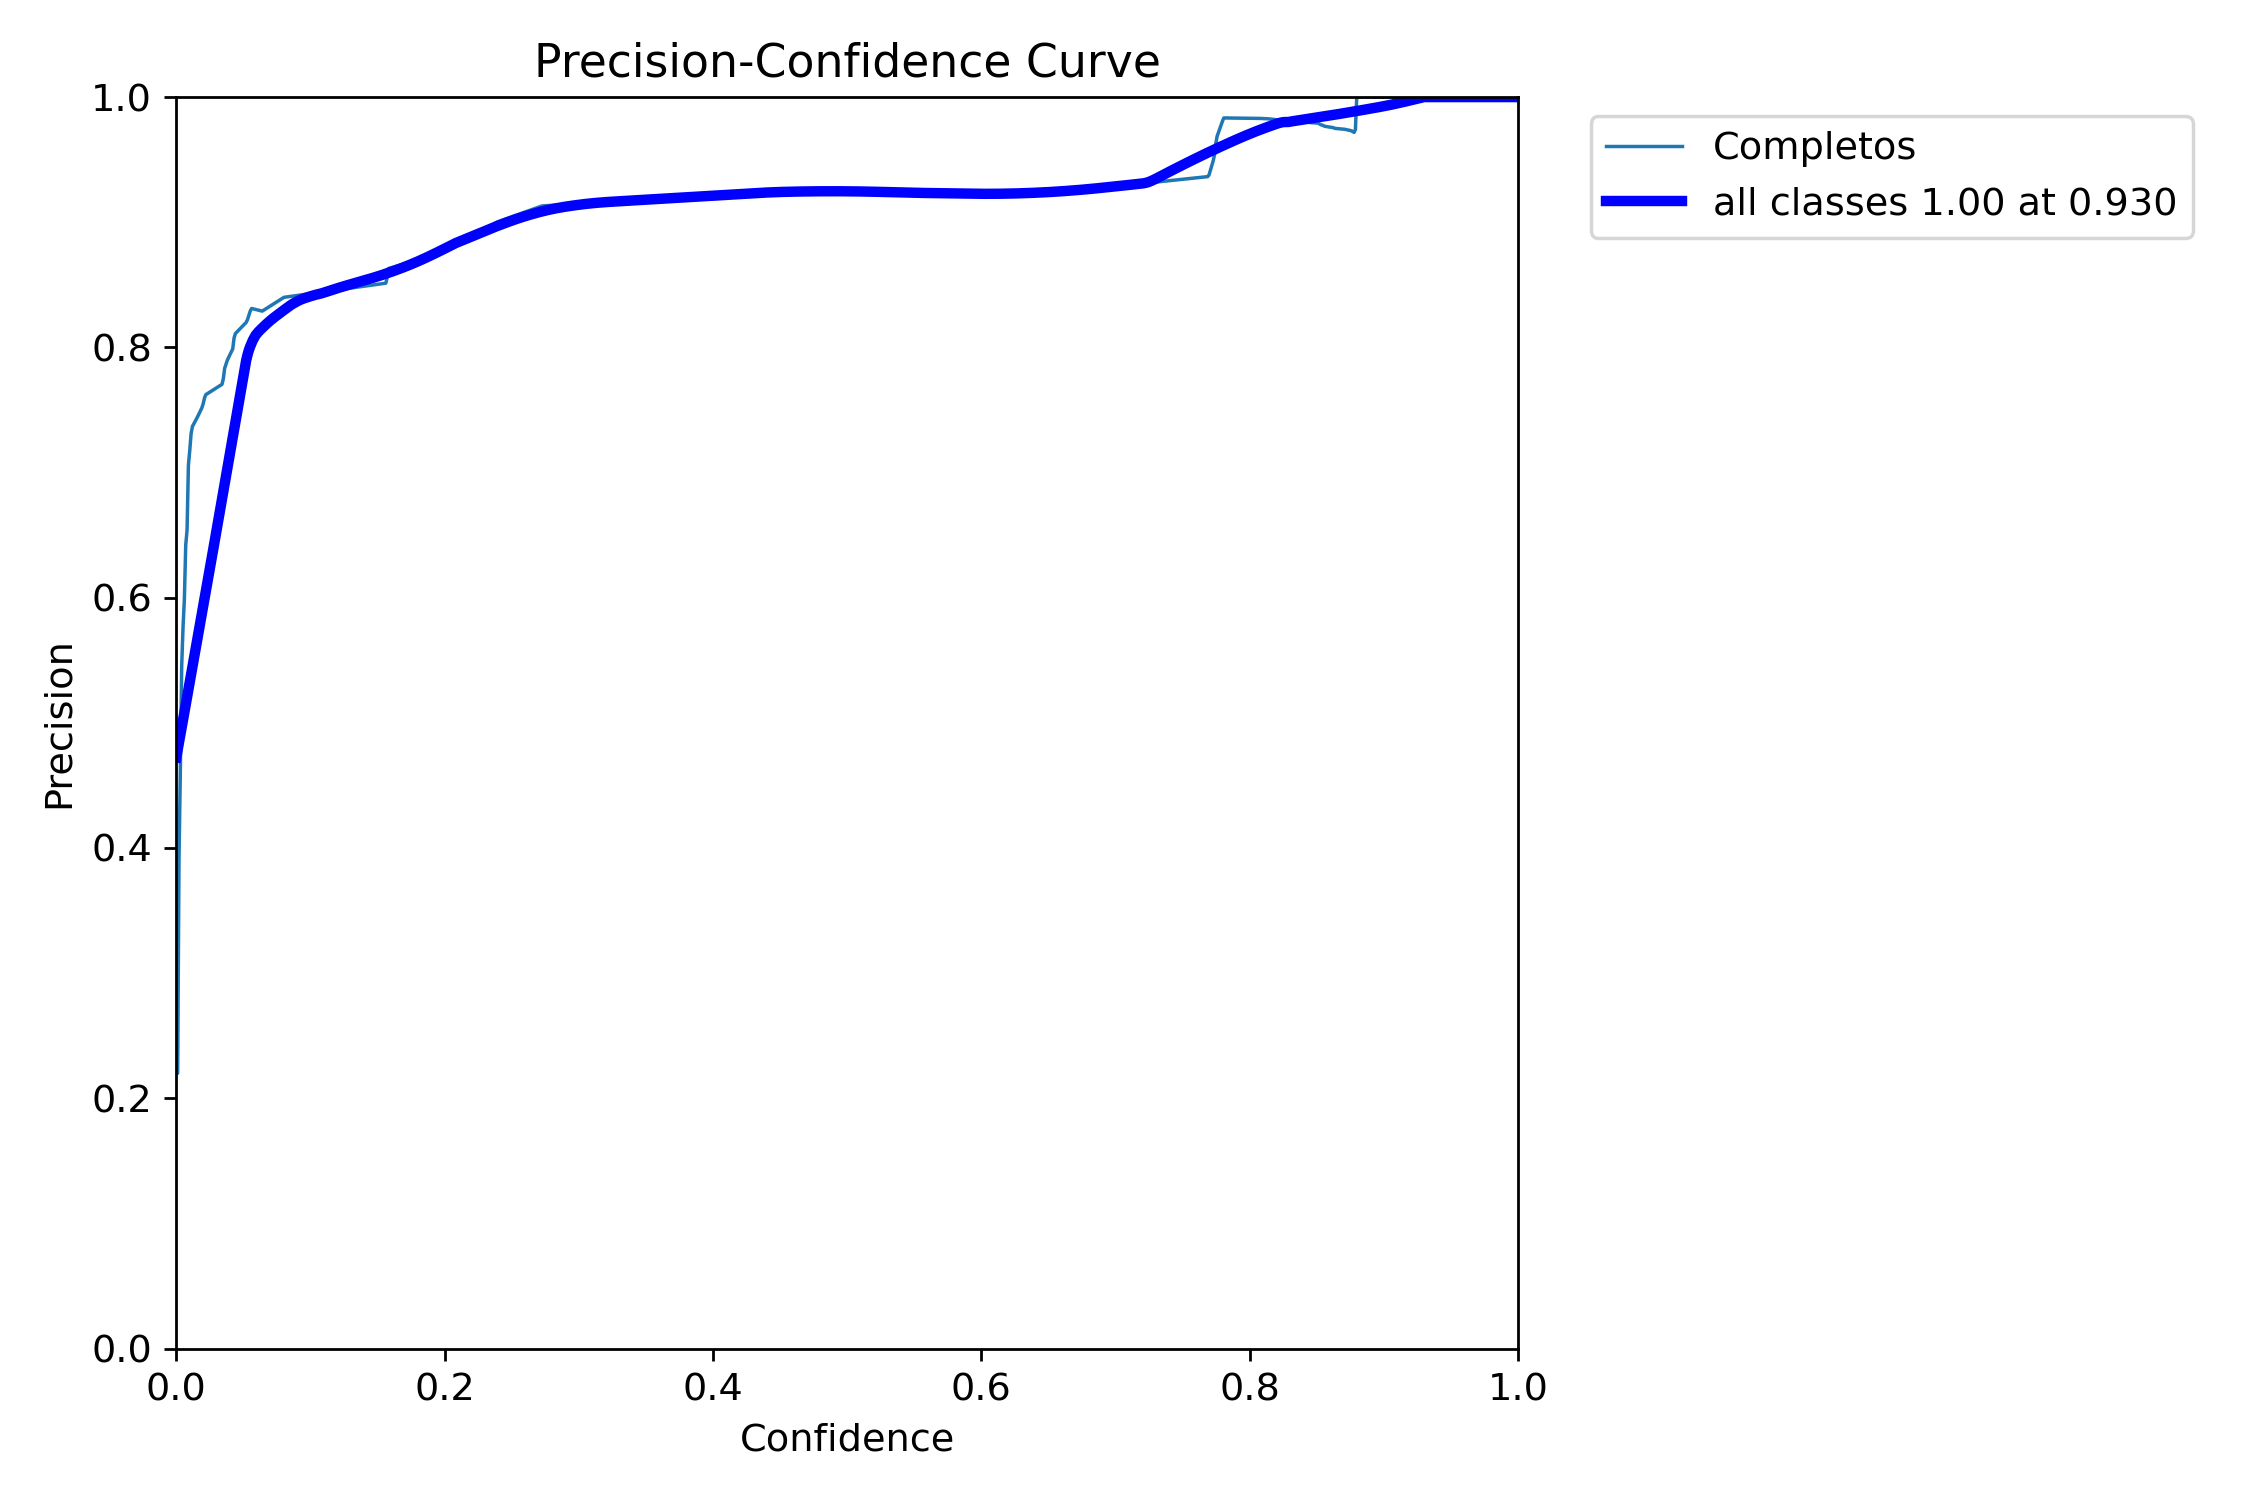 Precision-Confidence Curve
1.0
0.8
0.6
0.4
0.2
0.0
Precision
0.0 0.2 0.4 0.6 0.8 1.0
Confidence
Completos
all classes 1.00 at 0.930